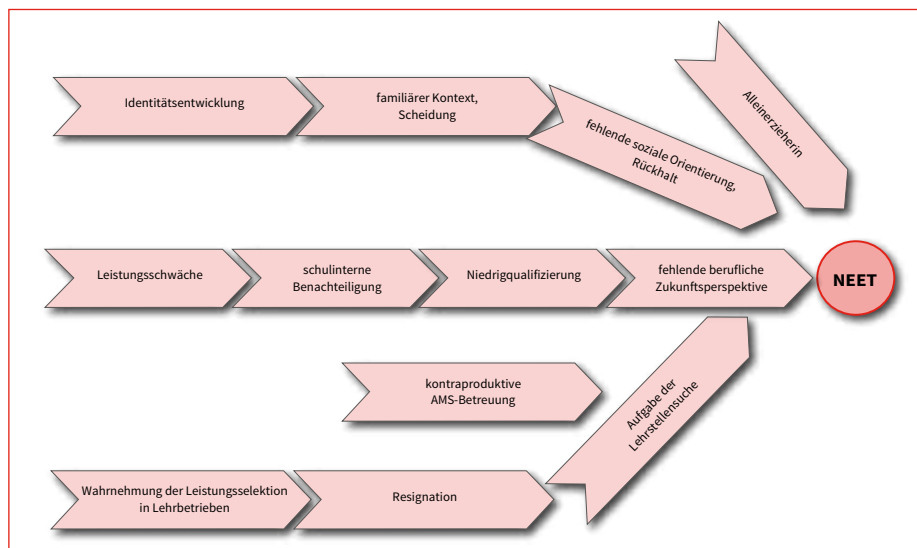 Identitätsentwicklung
familiärer Kontext,
Scheidung
fehlende soziale Orientierung,
Rückhalt
Alleinerzieherin
Leistungsschwäche
schulinterne
Benachteiligung
Niedrigqualifizierung
fehlende berufliche
Zukunftsperspektive
NEET
kontraproduktive
AMS-Betreuung
Aufgabe der
Lehrstellensuche
Wahrnehmung der Leistungsselektion
in Lehrbetrieben
Resignation